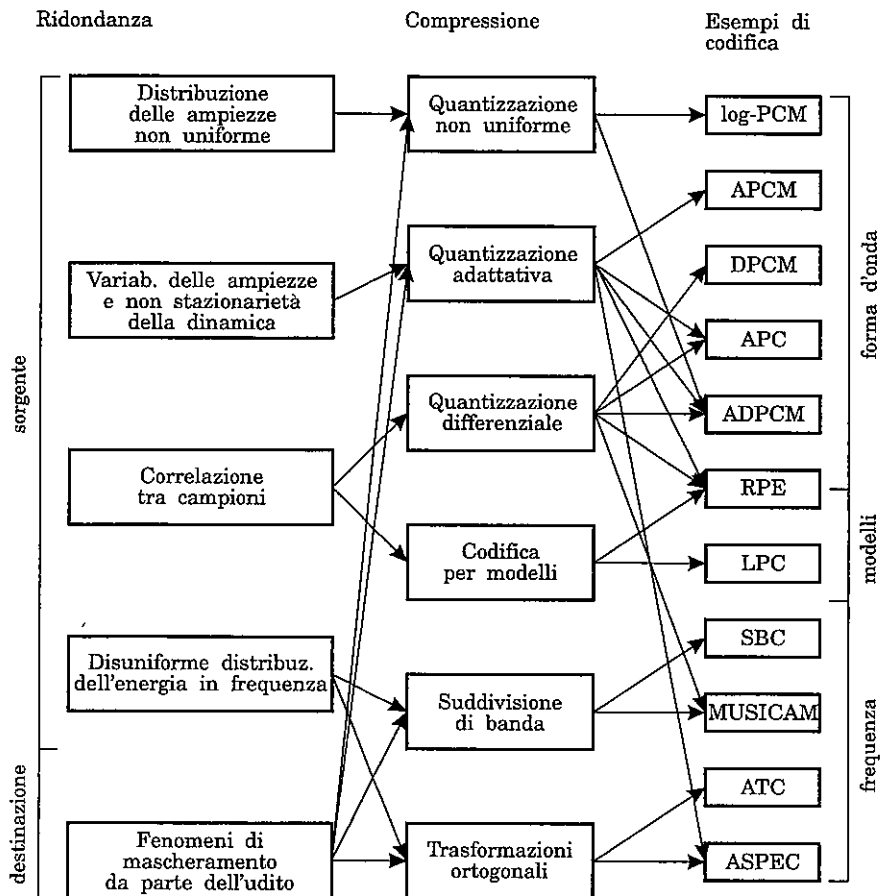 Ridondanza
Compressione
Esempi di
codifica
Distribuzione
delle ampiezze
non uniforme
Quantizzazione
non uniforme
log-PCM
APCM
Variab. delle ampiezze
e non stazionarietà
della dinamica
Quantizzazione
adattativa
DPCM
APC
Quantizzazione
differenziale
ADPCM
Correlazione
tra campioni
RPE
Codifica
per modelli
LPC
Disuniforme distribuz.
dell'energia in frequenza
Suddivisione
di banda
SBC
MUSICAM
ATC
Fenomeni di
mascheramento
da parte dell'udito
Trasformazioni
ortogonali
ASPEC
sorgente
destinazione
forma d'onda
modelli
frequenza